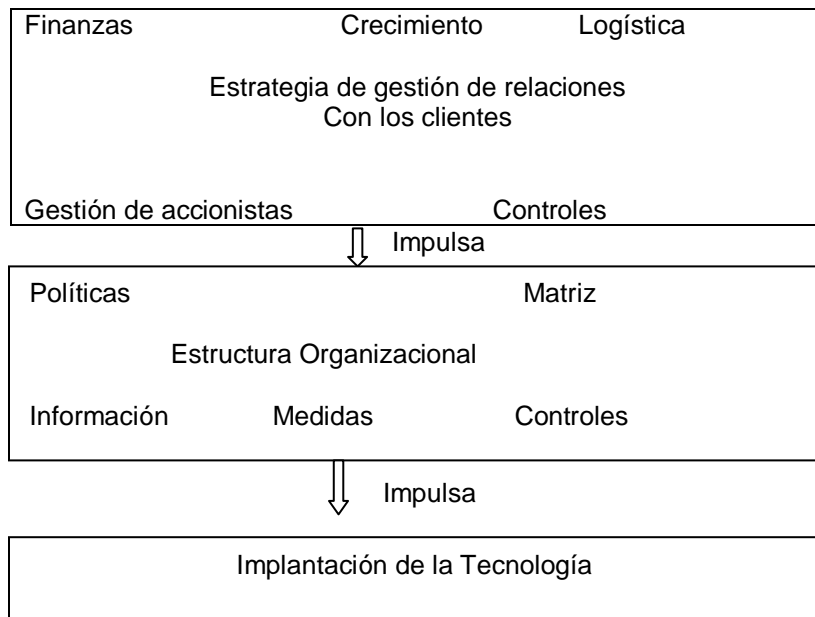 Finanzas Crecimiento Logística
Estrategia de gestión de relaciones
Con los clientes
Gestión de accionistas Controles
Impulsa
Políticas Matriz
Estructura Organizacional
Información Medidas Controles
Impulsa
Implantación de la Tecnología